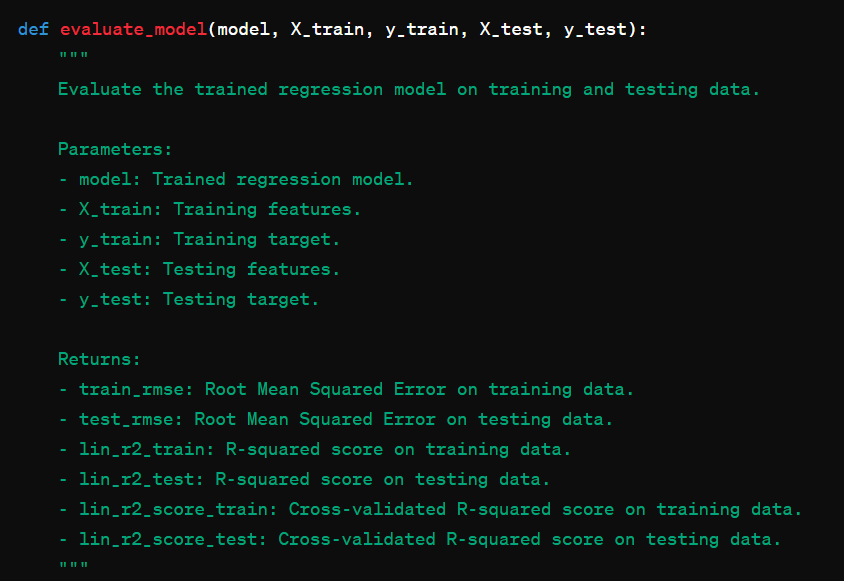 def evaluate_model(model, X_train, y_train, X_test, y_test):
"""
Evaluate the trained regression model on training and testing data.
Parameters:
- model: Trained regression model.
- X_train: Training features.
- y_train: Training target.
- X_test: Testing features.
- y_test: Testing target.
Returns:
- train_rmse: Root Mean Squared Error on training data.
- test_rmse: Root Mean Squared Error on testing data.
- lin_r2_train: R-squared score on training data.
- lin_r2_test: R-squared score on testing data.
- lin_r2_score_train: Cross-validated R-squared score on training data.
- lin_r2_score_test: Cross-validated R-squared score on testing data.
"""